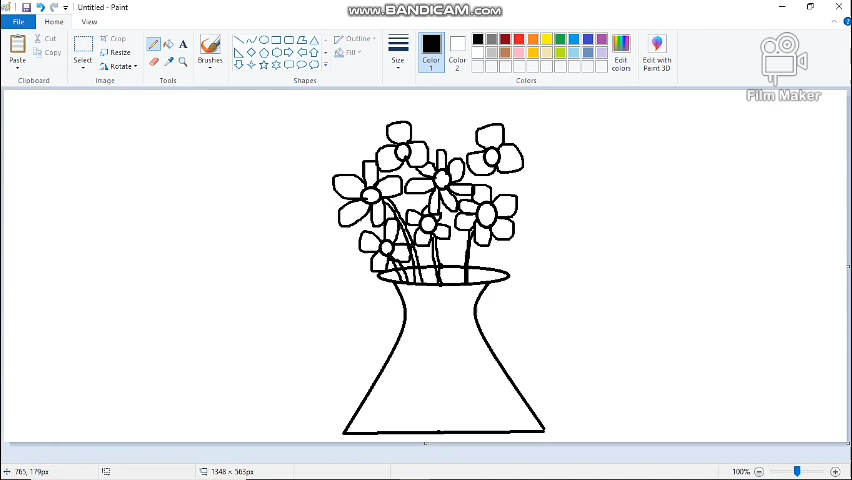 Untitled - Paint
www.BANDICAM.com
File
Home
View
Paste
Cut
Copy
Clipboard
Select
Crop
Resize
Rotate
Image
A
Tools
Brushes
Outline
Fill
Shapes
Size
Color
1
Color
2
Edit
colors
Edit with
Paint 3D
Colors
Film Maker
765, 179px
1348 × 563px
100%